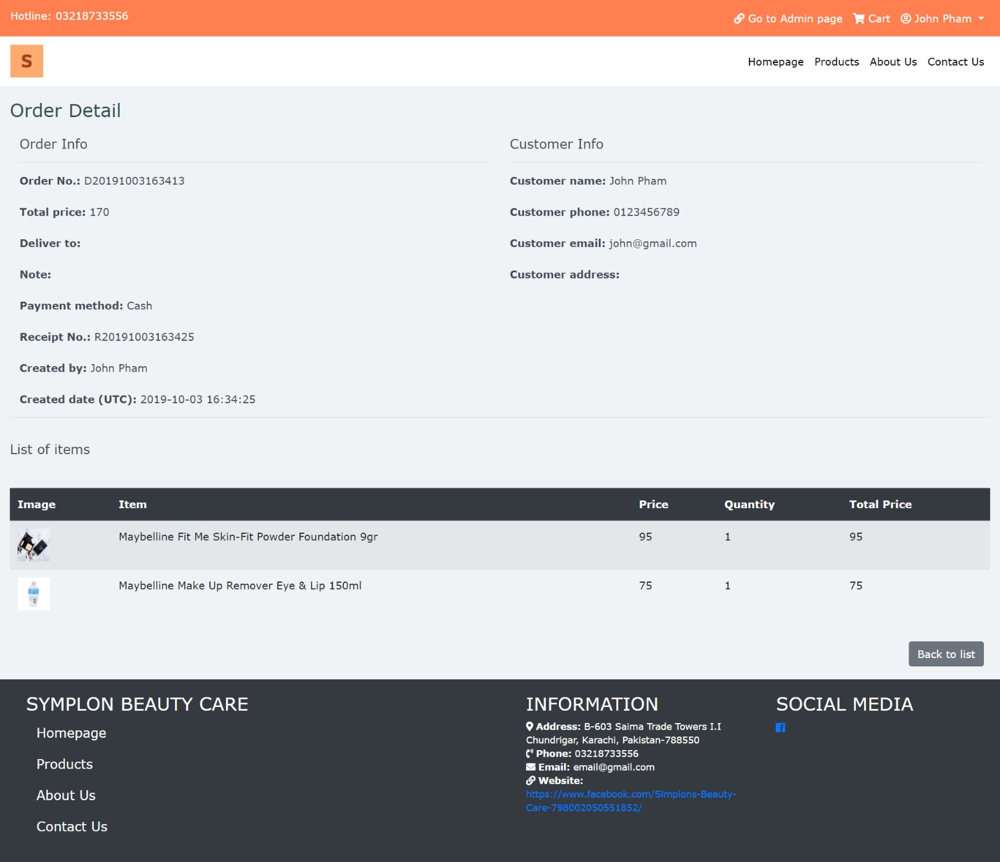 Hotline: 03218733556
Go to Admin page Cart John Pham
S
Homepage Products About Us Contact Us
Order Detail
Order Info
Order No.: D20191003163413
Total price: 170
Deliver to:
Note:
Payment method: Cash
Receipt No.: R20191003163425
Created by: John Pham
Created date (UTC): 2019-10-03 16:34:25
Customer Info
Customer name: John Pham
Customer phone: 0123456789
Customer email: john@gmail.com
Customer address:
List of items
Image Item Price Quantity Total Price
Maybelline Fit Me Skin-Fit Powder Foundation 9gr 95 1 95
Maybelline Make Up Remover Eye & Lip 150ml 75 1 75
Back to list
SYMPLON BEAUTY CARE
Homepage
Products
About Us
Contact Us
INFORMATION
Address: B-603 Saima Trade Towers I.I
Chundrigar, Karachi, Pakistan-788550
Phone: 03218733556
Email: email@gmail.com
Website:
https://www.facebook.com/Simplons-Beauty-
Care-798002050551852/
SOCIAL MEDIA